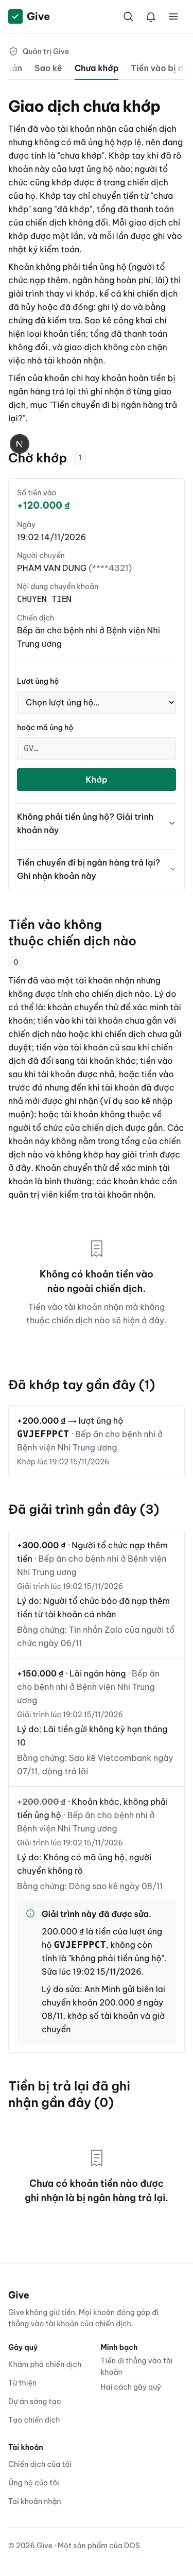 Give
Quản trị Give
Sao kê
Chưa khớp
Tiền vào bị
Giao dịch chưa khớp
Tiền đã vào tài khoản nhận của chiến dịch
nhưng không dùng mã ủng hộ hợp lệ, nên đang
được tính là "chưa khớp". Khớp tay khi đã rõ
khoản này của lượt ủng hộ nào; người tổ
chức cũng khớp được ở trang chiến dịch
của họ. Khớp tay chỉ chuyển tiền từ "chưa
khớp" sang "đã khớp", tổng đã thành toán
của chiến dịch không đổi. Mỗi giao dịch chỉ
khớp được một lần, và mỗi lần được ghi vào
nhật ký kiểm toán.
Khoản không phải tiền ủng hộ (người tổ
chức nạp thêm, ngân hàng hoàn phí, lãi) thì
giải trình thay vì khớp, kể cả khi chiến dịch
đã hủy hoặc đã đóng: ghi lý do và bằng
chứng để kiểm tra. Sao kê công khai chỉ
hiện loại khoản tiền; tổng đã thành toán
không đổi, và giao dịch không còn chặn
việc nhả tài khoản nhận.
Tiền của khoản chi hay khoản hoàn tiền bị
ngân hàng trả lại thì ghi nhận ở từng giao
dịch, mục "Tiền chuyển đi bị ngân hàng trả
lại?".
N
Chờ khớp 1
Số tiền vào
+120.000 ₫
Ngày
19:02 14/11/2026
Người chuyển
PHAM VAN DUNG (****4321)
Nội dung chuyển khoản
CHUYEN TIEN
Chiến dịch
Bếp ăn cho bệnh nhi ở Bệnh viện Nhi
Trung ương
Lượt ủng hộ
Chọn lượt ủng hộ…
hoặc mã ủng hộ
GV…
Khớp
Không phải tiền ủng hộ? Giải trình
khoản này
Tiền chuyển đi bị ngân hàng trả lại?
Ghi nhận khoản này
Tiền vào không
thuộc chiến dịch nào
0
Tiền đã vào một tài khoản nhận nhưng
không được tính cho chiến dịch nào. Lý do
có thể là: khoản chuyển thử để xác minh tài
khoản; tiền vào khi tài khoản chưa gắn với
chiến dịch nào hoặc khi chiến dịch chưa gửi
duyệt; tiền vào tài khoản cũ sau khi chiến
dịch đã đổi sang tài khoản khác; tiền vào sau
khi tài khoản được nhả, hoặc tiền vào
trước đó nhưng đến khi tài khoản đã được
nhả mới được ghi nhận (ví dụ sao kê nhập
muộn); hoặc tài khoản không thuộc về
người tổ chức của chiến dịch được gắn. Các
khoản này không nằm trong tổng của chiến
dịch nào và không khớp hay giải trình được
ở đây. Khoản chuyển thử để xác minh tài
khoản là bình thường; các khoản khác cần
quản trị viên kiểm tra tài khoản nhận.
Không có khoản tiền vào
nào ngoài chiến dịch.
Tiền vào tài khoản nhận mà không
thuộc chiến dịch nào sẽ hiện ở đây.
Đã khớp tay gần đây (1)
+200.000 ₫ → lượt ủng hộ
GVJEFPPCT · Bếp ăn cho bệnh nhi ở
Bệnh viện Nhi Trung ương
Khớp lúc 19:02 15/11/2026
Đã giải trình gần đây (3)
+300.000 ₫ · Người tổ chức nạp thêm
tiền · Bếp ăn cho bệnh nhi ở Bệnh viện
Nhi Trung ương
Giải trình lúc 19:02 15/11/2026
Lý do: Người tổ chức báo đã nạp thêm
tiền từ tài khoản cá nhân
Bằng chứng: Tin nhắn Zalo của người tổ
chức ngày 06/11
+150.000 ₫ · Lãi ngân hàng · Bếp ăn
cho bệnh nhi ở Bệnh viện Nhi Trung
ương
Giải trình lúc 19:02 15/11/2026
Lý do: Lãi tiền gửi không kỳ hạn tháng
10
Bằng chứng: Sao kê Vietcombank ngày
07/11, dòng trả lãi
+200.000 ₫ · Khoản khác, không phải
tiền ủng hộ · Bếp ăn cho bệnh nhi ở
Bệnh viện Nhi Trung ương
Giải trình lúc 19:02 15/11/2026
Lý do: Không có mã ủng hộ, người
chuyển không rõ
Bằng chứng: Dòng sao kê ngày 08/11
Giải trình này đã được sửa.
200.000 ₫ là tiền của lượt ủng
hộ GVJEFPPCT, không còn
tính là "không phải tiền ủng hộ".
Sửa lúc 19:02 15/11/2026.
Lý do sửa: Anh Minh gửi biên lai
chuyển khoản 200.000 ₫ ngày
08/11, khớp số tài khoản và giờ
chuyển
Tiền bị trả lại đã ghi
nhận gần đây (0)
Chưa có khoản tiền nào được
ghi nhận là bị ngân hàng trả lại.
Give
Give không giữ tiền. Mọi khoản đóng góp đi
thẳng vào tài khoản của chiến dịch.
Gây quỹ
Khám phá chiến dịch
Từ thiện
Dự án sáng tạo
Tạo chiến dịch
Minh bạch
Tiền đi thẳng vào tài
khoản
Hai cách gây quỹ
Tài khoản
Chiến dịch của tôi
Ủng hộ của tôi
Tài khoản nhận
© 2026 Give · Một sản phẩm của DOS